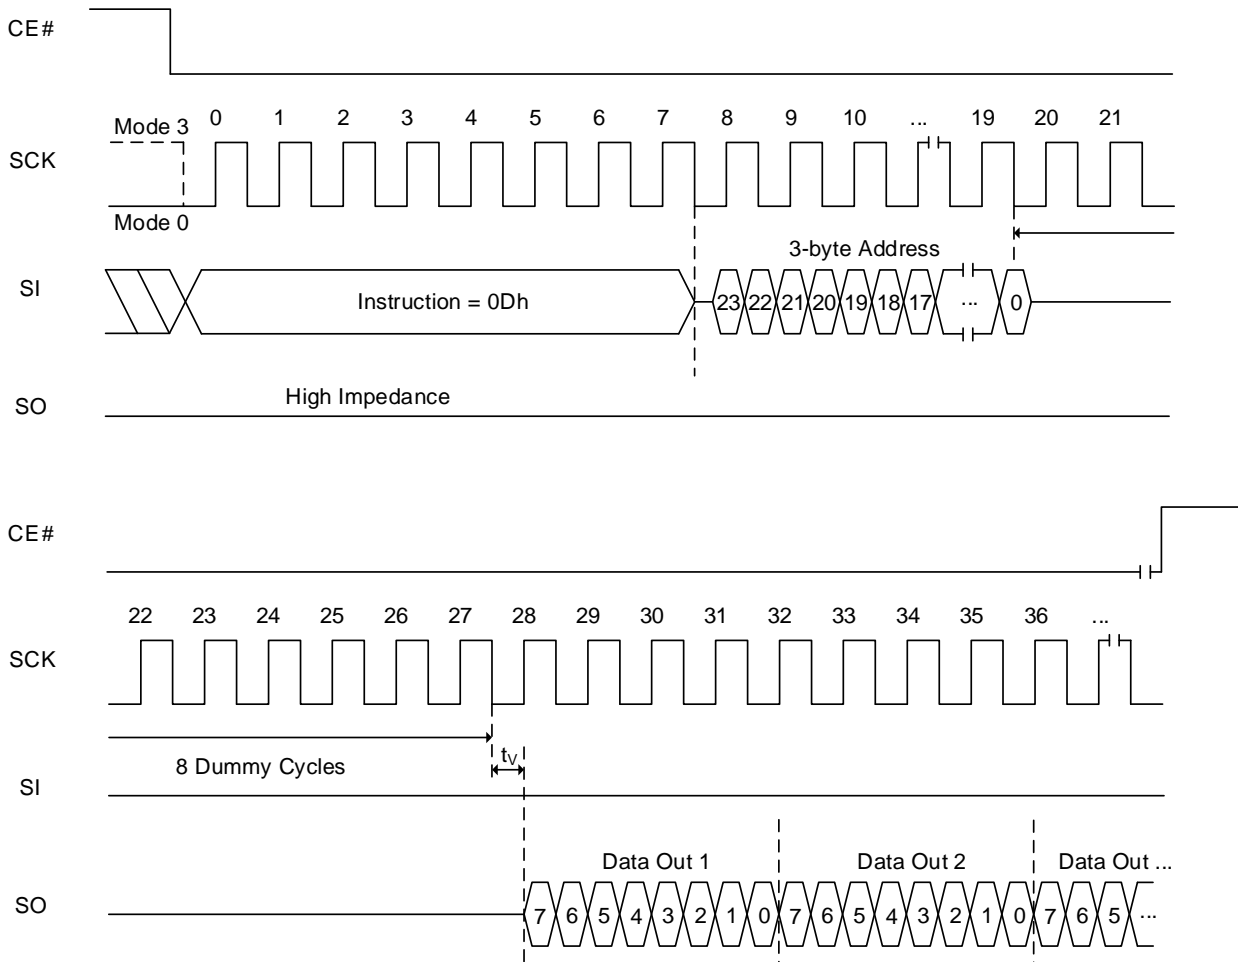 CE#
Mode 3 0 1 2 3 4 5 6 7 8 9 10 ... 19 20 21
SCK
Mode 0
3-byte Address
SI Instruction = 0Dh 23 22 21 20 19 18 17 ... 0
High Impedance
SO
CE#
22 23 24 25 26 27 28 29 30 31 32 33 34 35 36 ...
SCK
8 Dummy Cycles tV
SI
Data Out 1 Data Out 2 Data Out ...
SO 7 6 5 4 3 2 1 0 7 6 5 4 3 2 1 0 7 6 5 ...